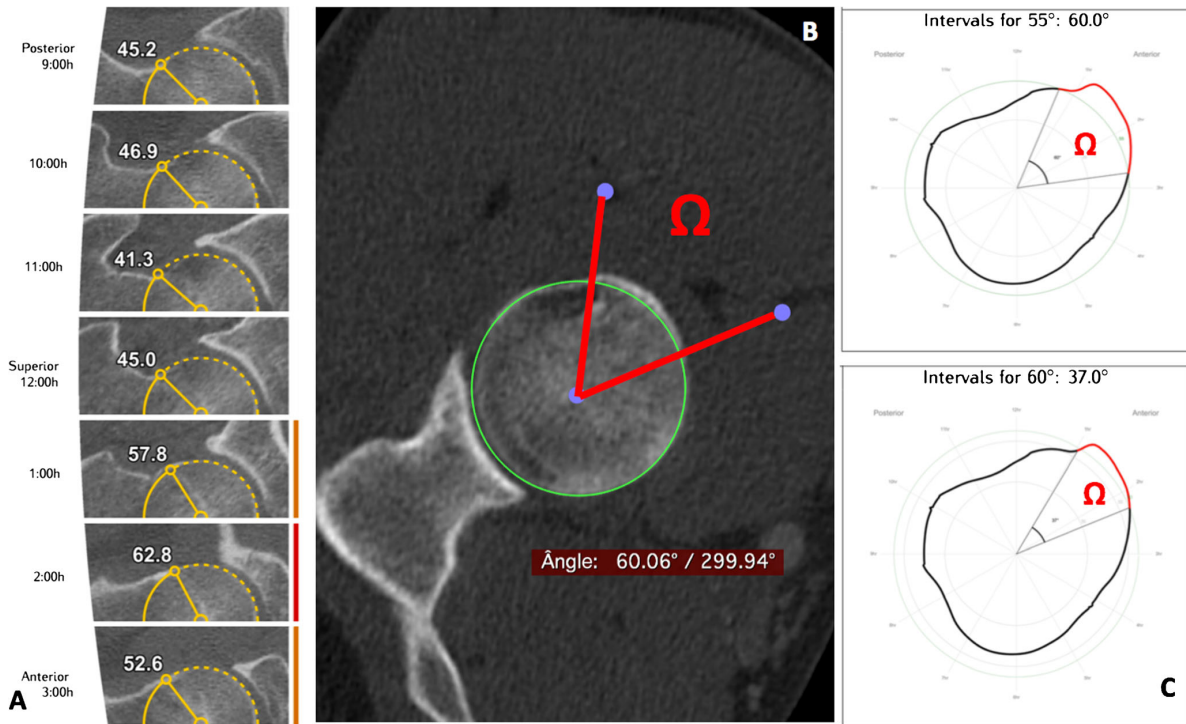 Posterior
9:00h
45.2
10:00h
46.9
11:00h
41.3
Superior
12:00h
45.0
1:00h
57.8
2:00h
62.8
Anterior
3:00h
52.6
A
B
Ω
Ângle: 60.06° / 299.94°
Intervals for 55°: 60.0°
Posterior
Anterior
Ω
Intervals for 60°: 37.0°
Posterior
Anterior
Ω
C